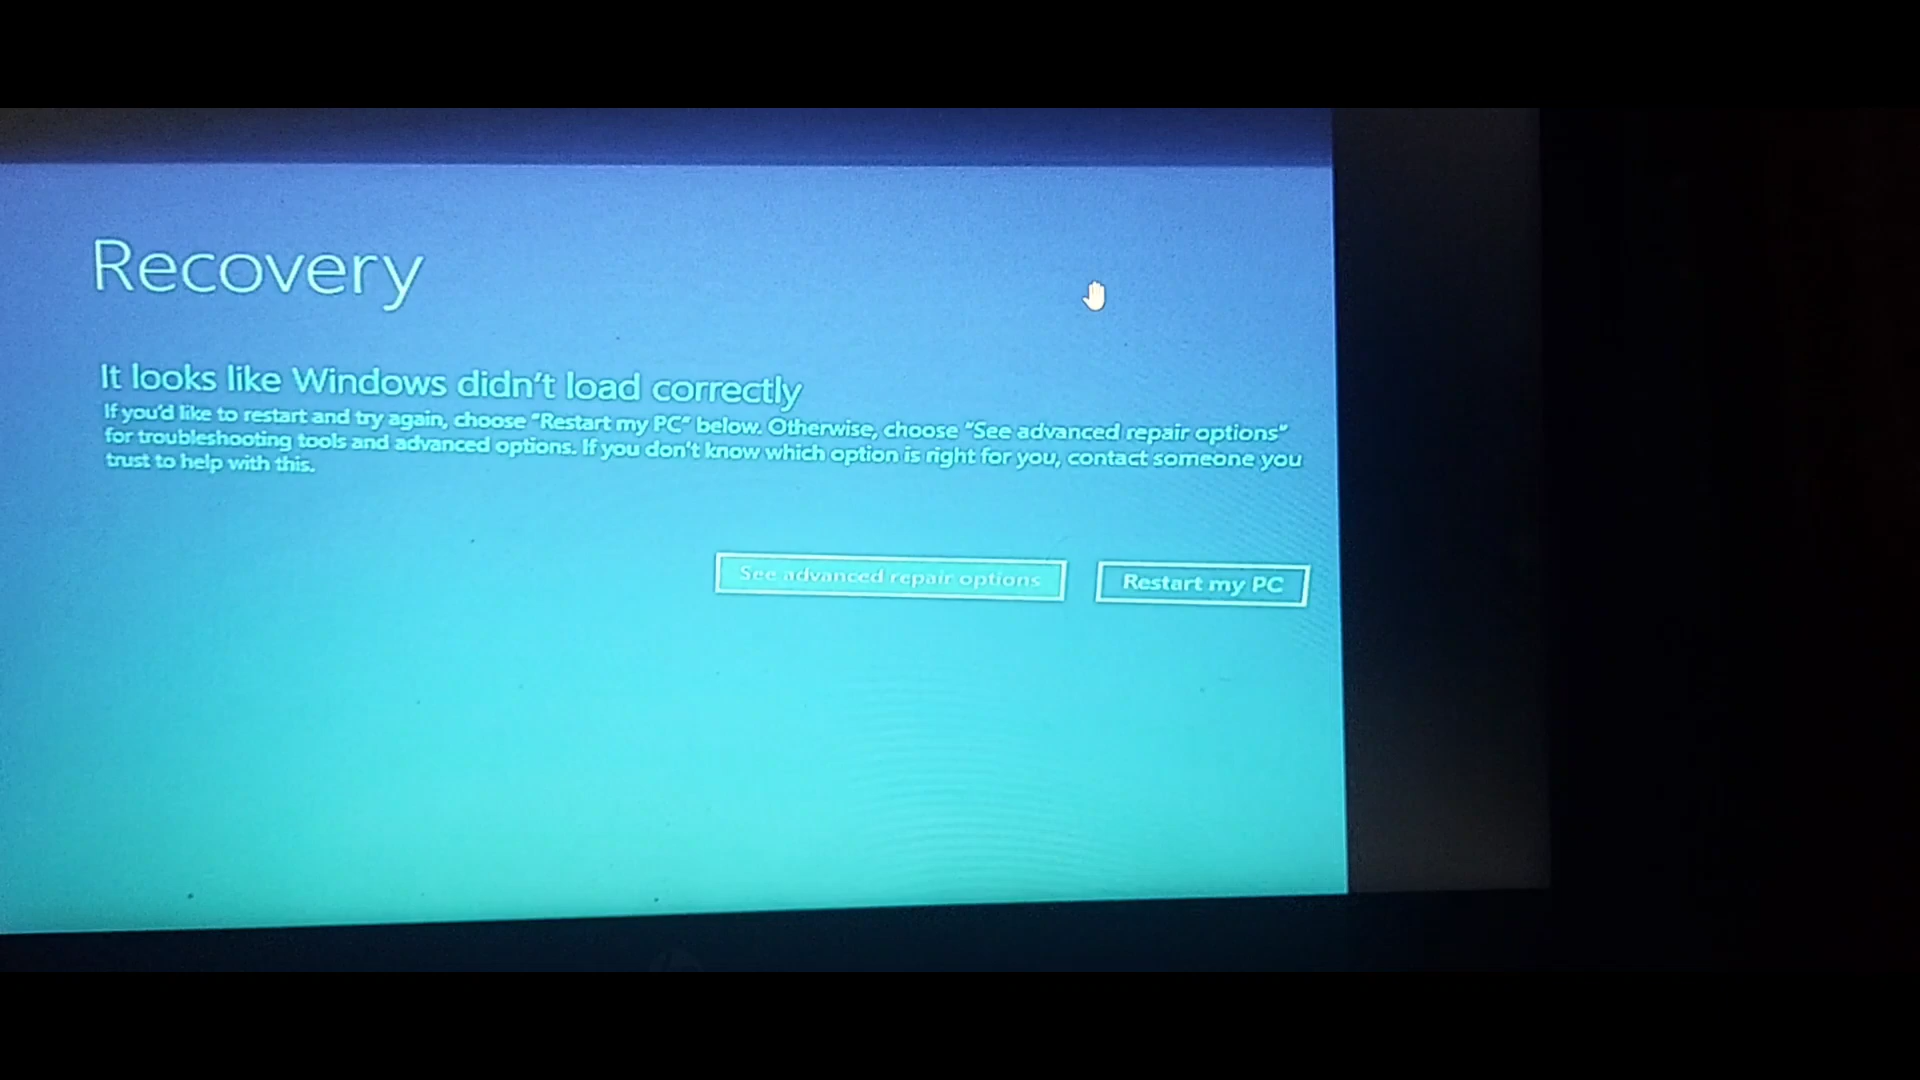 Recovery
It looks like Windows didn't load correctly
If you'd like to restart and try again, choose "Restart my PC" below. Otherwise, choose "See advanced repair options"
for troubleshooting tools and advanced options. If you don't know which option is right for you, contact someone you
trust to help with this.
See advanced repair options
Restart my PC